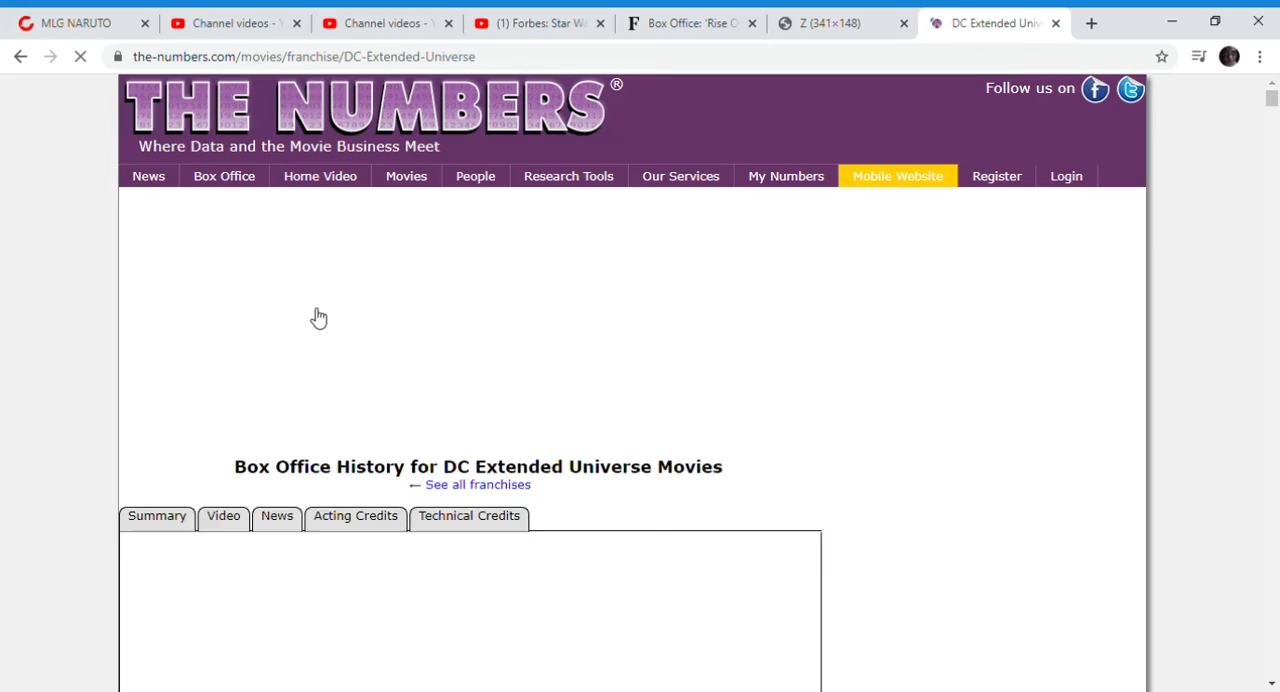 MLG NARUTO
Channel videos - Y
Channel videos - Y
(1) Forbes: Star Wa
Box Office: 'Rise O
Z (341×148)
DC Extended Univ
the-numbers.com/movies/franchise/DC-Extended-Universe
THE NUMBERS®
Where Data and the Movie Business Meet
Follow us on
News Box Office Home Video Movies People Research Tools Our Services My Numbers Mobile Website Register Login
Box Office History for DC Extended Universe Movies
← See all franchises
Summary Video News Acting Credits Technical Credits